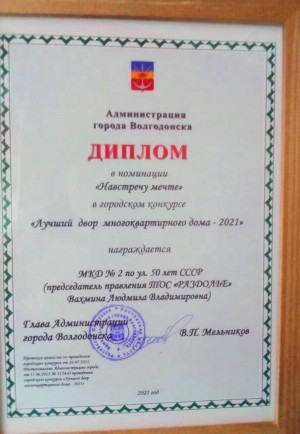 Администрация
города Волгодонска
ДИПЛОМ
в номинации
«Навстречу мечте»
в городском конкурсе
«Лучший двор многоквартирного дома - 2021»
награждается
МКД № 2 по ул. 50 лет СССР
(председатель правления ТОС «РАЗДОЛЬЕ»
Вахмина Людмила Владимировна)
Глава Администрации
города Волгодонска
В.П. Мельников
2021 год